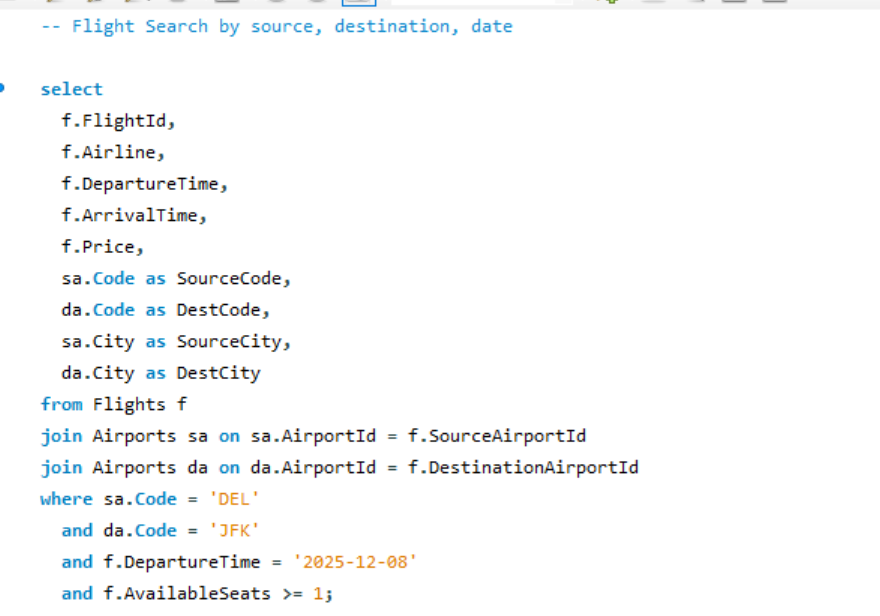 -- Flight Search by source, destination, date
select
f.FlightId,
f.Airline,
f.DepartureTime,
f.ArrivalTime,
f.Price,
sa.Code as SourceCode,
da.Code as DestCode,
sa.City as SourceCity,
da.City as DestCity
from Flights f
join Airports sa on sa.AirportId = f.SourceAirportId
join Airports da on da.AirportId = f.DestinationAirportId
where sa.Code = 'DEL'
and da.Code = 'JFK'
and f.DepartureTime = '2025-12-08'
and f.AvailableSeats >= 1;